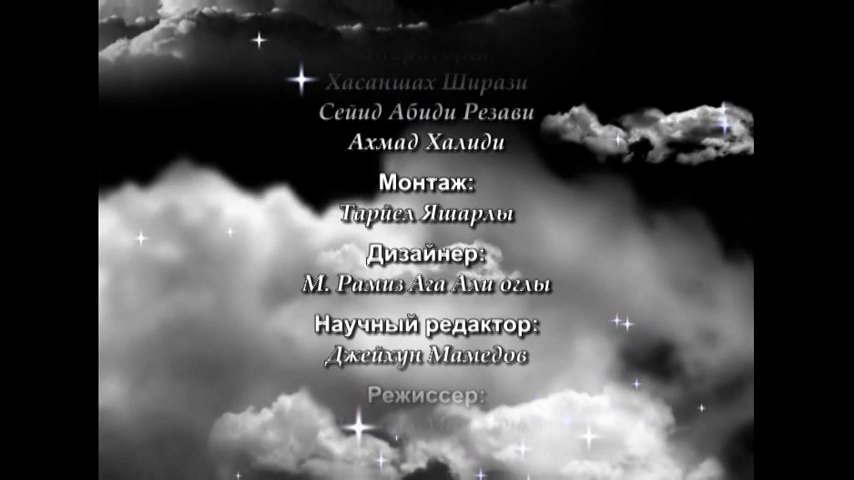 Хасаншах Ширази
Сейид Абиди Резави
Ахмад Халиди
Монтаж:
Тарйел Яшарлы
Дизайнер:
М. Рамиз Ага Али оглы
Научный редактор:
Джейхун Мамедов
Режиссер: